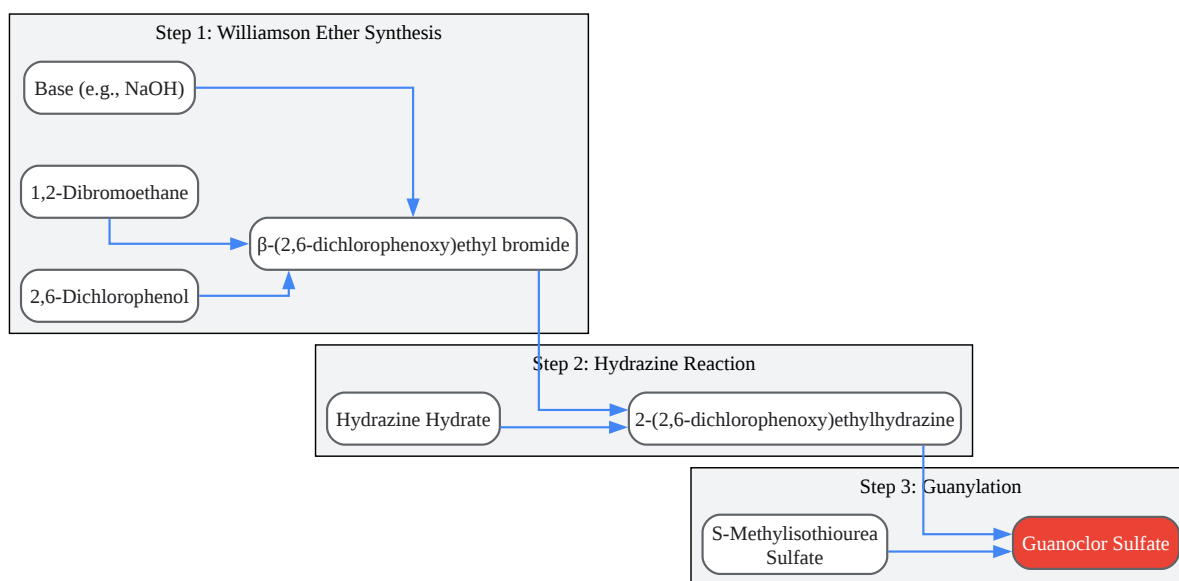 Step 1: Williamson Ether Synthesis
Base (e.g., NaOH)
1,2-Dibromoethane
β-(2,6-dichlorophenoxy)ethyl bromide
2,6-Dichlorophenol
Step 2: Hydrazine Reaction
Hydrazine Hydrate
2-(2,6-dichlorophenoxy)ethylhydrazine
Step 3: Guanylation
S-Methylisothiourea
Sulfate
Guanoclor Sulfate